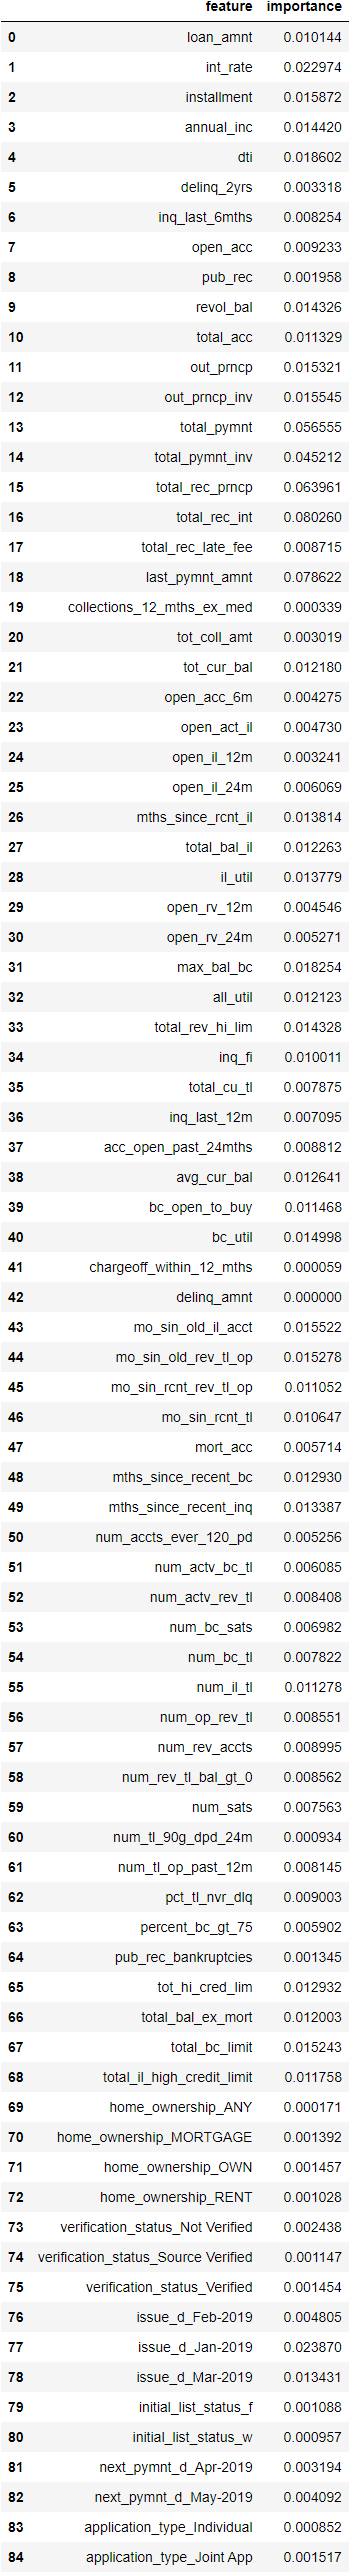 feature importance
0 loan_amnt 0.010144
1 int_rate 0.022974
2 installment 0.015872
3 annual_inc 0.014420
4 dti 0.018602
5 delinq_2yrs 0.003318
6 inq_last_6mths 0.008254
7 open_acc 0.009233
8 pub_rec 0.001958
9 revol_bal 0.014326
10 total_acc 0.011329
11 out_prncp 0.015321
12 out_prncp_inv 0.015545
13 total_pymnt 0.056555
14 total_pymnt_inv 0.045212
15 total_rec_prncp 0.063961
16 total_rec_int 0.080260
17 total_rec_late_fee 0.008715
18 last_pymnt_amnt 0.078622
19 collections_12_mths_ex_med 0.000339
20 tot_coll_amt 0.003019
21 tot_cur_bal 0.012180
22 open_acc_6m 0.004275
23 open_act_il 0.004730
24 open_il_12m 0.003241
25 open_il_24m 0.006069
26 mths_since_rcnt_il 0.013814
27 total_bal_il 0.012263
28 il_util 0.013779
29 open_rv_12m 0.004546
30 open_rv_24m 0.005271
31 max_bal_bc 0.018254
32 all_util 0.012123
33 total_rev_hi_lim 0.014328
34 inq_fi 0.010011
35 total_cu_tl 0.007875
36 inq_last_12m 0.007095
37 acc_open_past_24mths 0.008812
38 avg_cur_bal 0.012641
39 bc_open_to_buy 0.011468
40 bc_util 0.014998
41 chargeoff_within_12_mths 0.000059
42 delinq_amnt 0.000000
43 mo_sin_old_il_acct 0.015522
44 mo_sin_old_rev_tl_op 0.015278
45 mo_sin_rcnt_rev_tl_op 0.011052
46 mo_sin_rcnt_tl 0.010647
47 mort_acc 0.005714
48 mths_since_recent_bc 0.012930
49 mths_since_recent_inq 0.013387
50 num_accts_ever_120_pd 0.005256
51 num_actv_bc_tl 0.006085
52 num_actv_rev_tl 0.008408
53 num_bc_sats 0.006982
54 num_bc_tl 0.007822
55 num_il_tl 0.011278
56 num_op_rev_tl 0.008551
57 num_rev_accts 0.008995
58 num_rev_tl_bal_gt_0 0.008562
59 num_sats 0.007563
60 num_tl_90g_dpd_24m 0.000934
61 num_tl_op_past_12m 0.008145
62 pct_tl_nvr_dlq 0.009003
63 percent_bc_gt_75 0.005902
64 pub_rec_bankruptcies 0.001345
65 tot_hi_cred_lim 0.012932
66 total_bal_ex_mort 0.012003
67 total_bc_limit 0.015243
68 total_il_high_credit_limit 0.011758
69 home_ownership_ANY 0.000171
70 home_ownership_MORTGAGE 0.001392
71 home_ownership_OWN 0.001457
72 home_ownership_RENT 0.001028
73 verification_status_Not Verified 0.002438
74 verification_status_Source Verified 0.001147
75 verification_status_Verified 0.001454
76 issue_d_Feb-2019 0.004805
77 issue_d_Jan-2019 0.023870
78 issue_d_Mar-2019 0.013431
79 initial_list_status_f 0.001088
80 initial_list_status_w 0.000957
81 next_pymnt_d_Apr-2019 0.003194
82 next_pymnt_d_May-2019 0.004092
83 application_type_Individual 0.000852
84 application_type_Joint App 0.001517